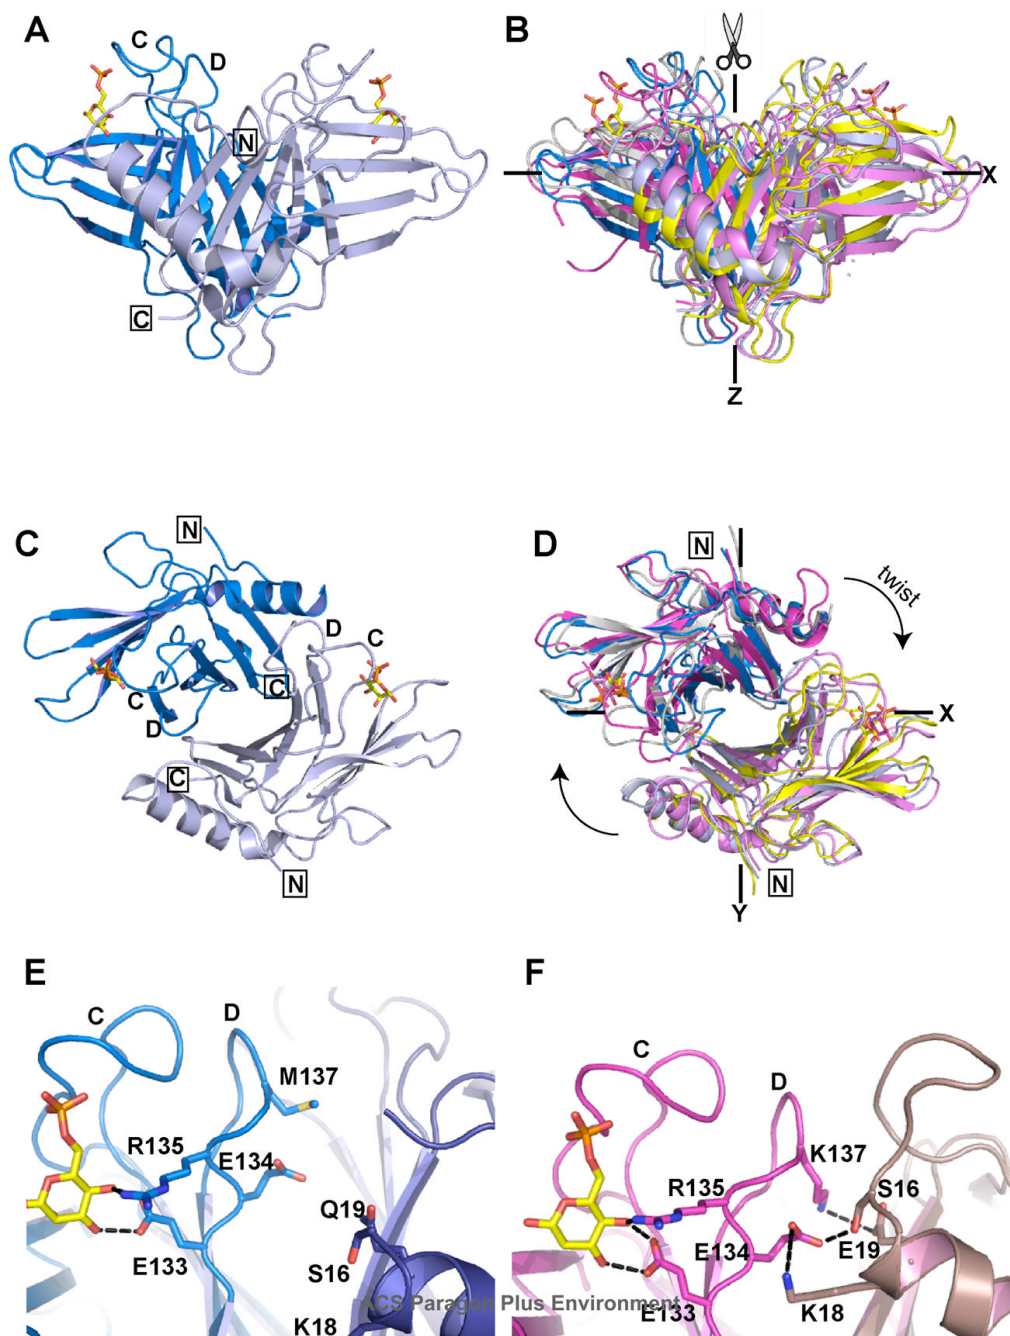 A
C
D
N
C
B
X
Z
C
N
D
C
C
C
D
C
N
D
N
twist
X
N
Y
E
C
D
M137
R135
E134
Q19
E133
S16
K18
F
C
D
K137
R135
S16
E134
E19
E133
K18
ACS Paragon Plus Environment